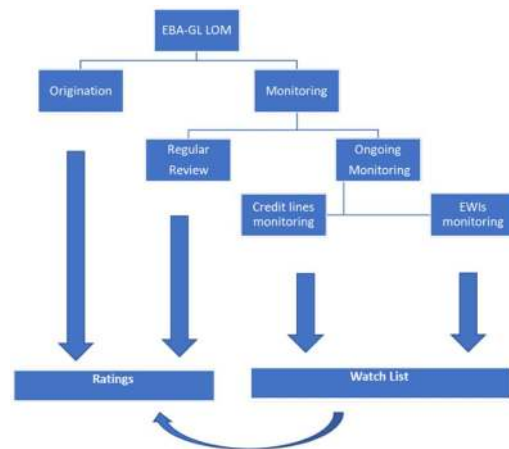 EBA-GL LOM
Origination
Monitoring
Regular
Review
Ongoing
Monitoring
Credit lines
monitoring
EWIs
monitoring
Ratings
Watch List